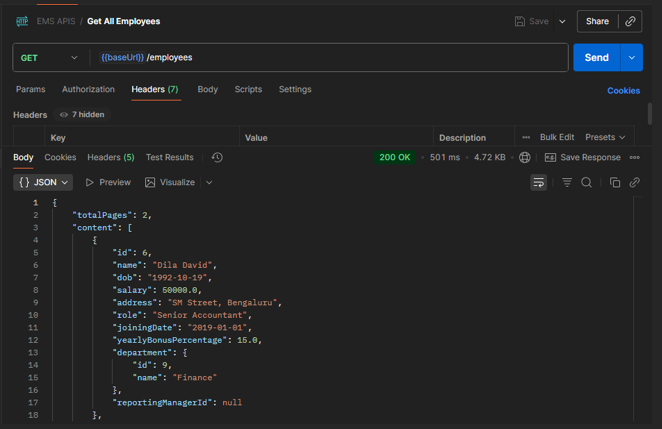 HTTP EMS APIS / Get All Employees Save Share
GET {{baseUrl}} /employees Send
Params Authorization Headers (7) Body Scripts Settings Cookies
Headers 7 hidden
Key Value Description Bulk Edit Presets
Body Cookies Headers (5) Test Results 200 OK • 501 ms • 4.72 KB • Save Response
{} JSON Preview Visualize
1 {
2 "totalPages": 2,
3 "content": [
4 {
5 "id": 6,
6 "name": "Dila David",
7 "dob": "1992-10-19",
8 "salary": 50000.0,
9 "address": "SM Street, Bengaluru",
10 "role": "Senior Accountant",
11 "joiningDate": "2019-01-01",
12 "yearlyBonusPercentage": 15.0,
13 "department": {
14 "id": 9,
15 "name": "Finance"
16 },
17 "reportingManagerId": null
18 },